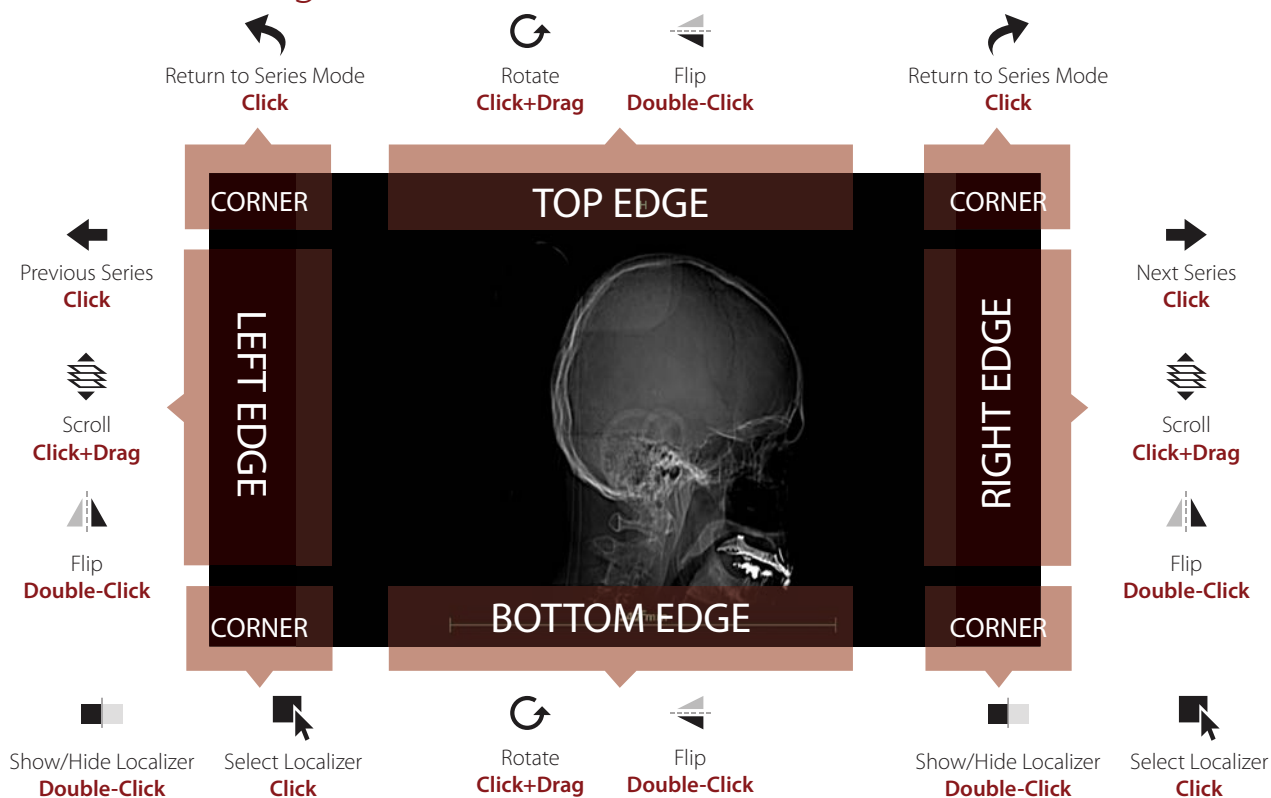 Return to Series Mode
Click
Rotate
Click+Drag
Flip
Double-Click
Return to Series Mode
Click
CORNER
TOP EDGE
H
CORNER
Previous Series
Click
Scroll
Click+Drag
Flip
Double-Click
LEFT EDGE
RIGHT EDGE
Next Series
Click
Scroll
Click+Drag
Flip
Double-Click
CORNER
BOTTOM EDGE
CORNER
Show/Hide Localizer
Double-Click
Select Localizer
Click
Rotate
Click+Drag
Flip
Double-Click
Show/Hide Localizer
Double-Click
Select Localizer
Click